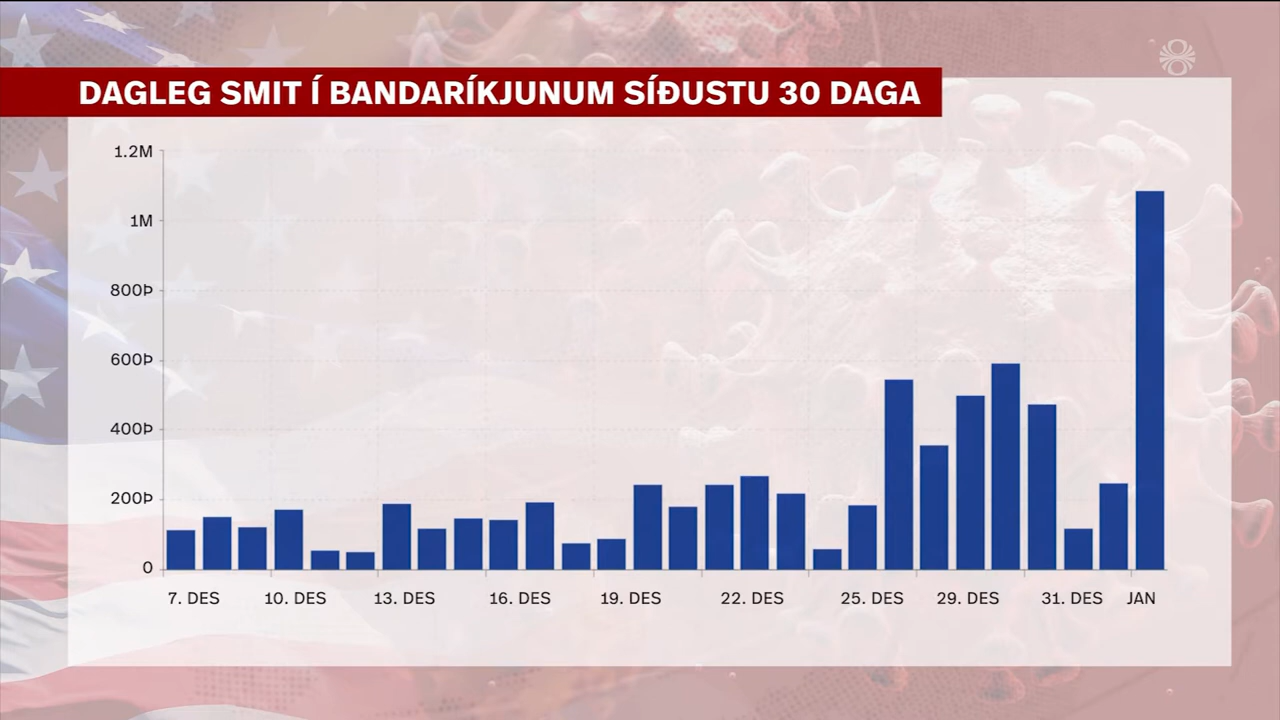 DAGLEG SMIT Í BANDARÍKJUNUM SÍÐUSTU 30 DAGA
1.2M
1M
800Þ
600Þ
400Þ
200Þ
0
7. DES 10. DES 13. DES 16. DES 19. DES 22. DES 25. DES 29. DES 31. DES JAN